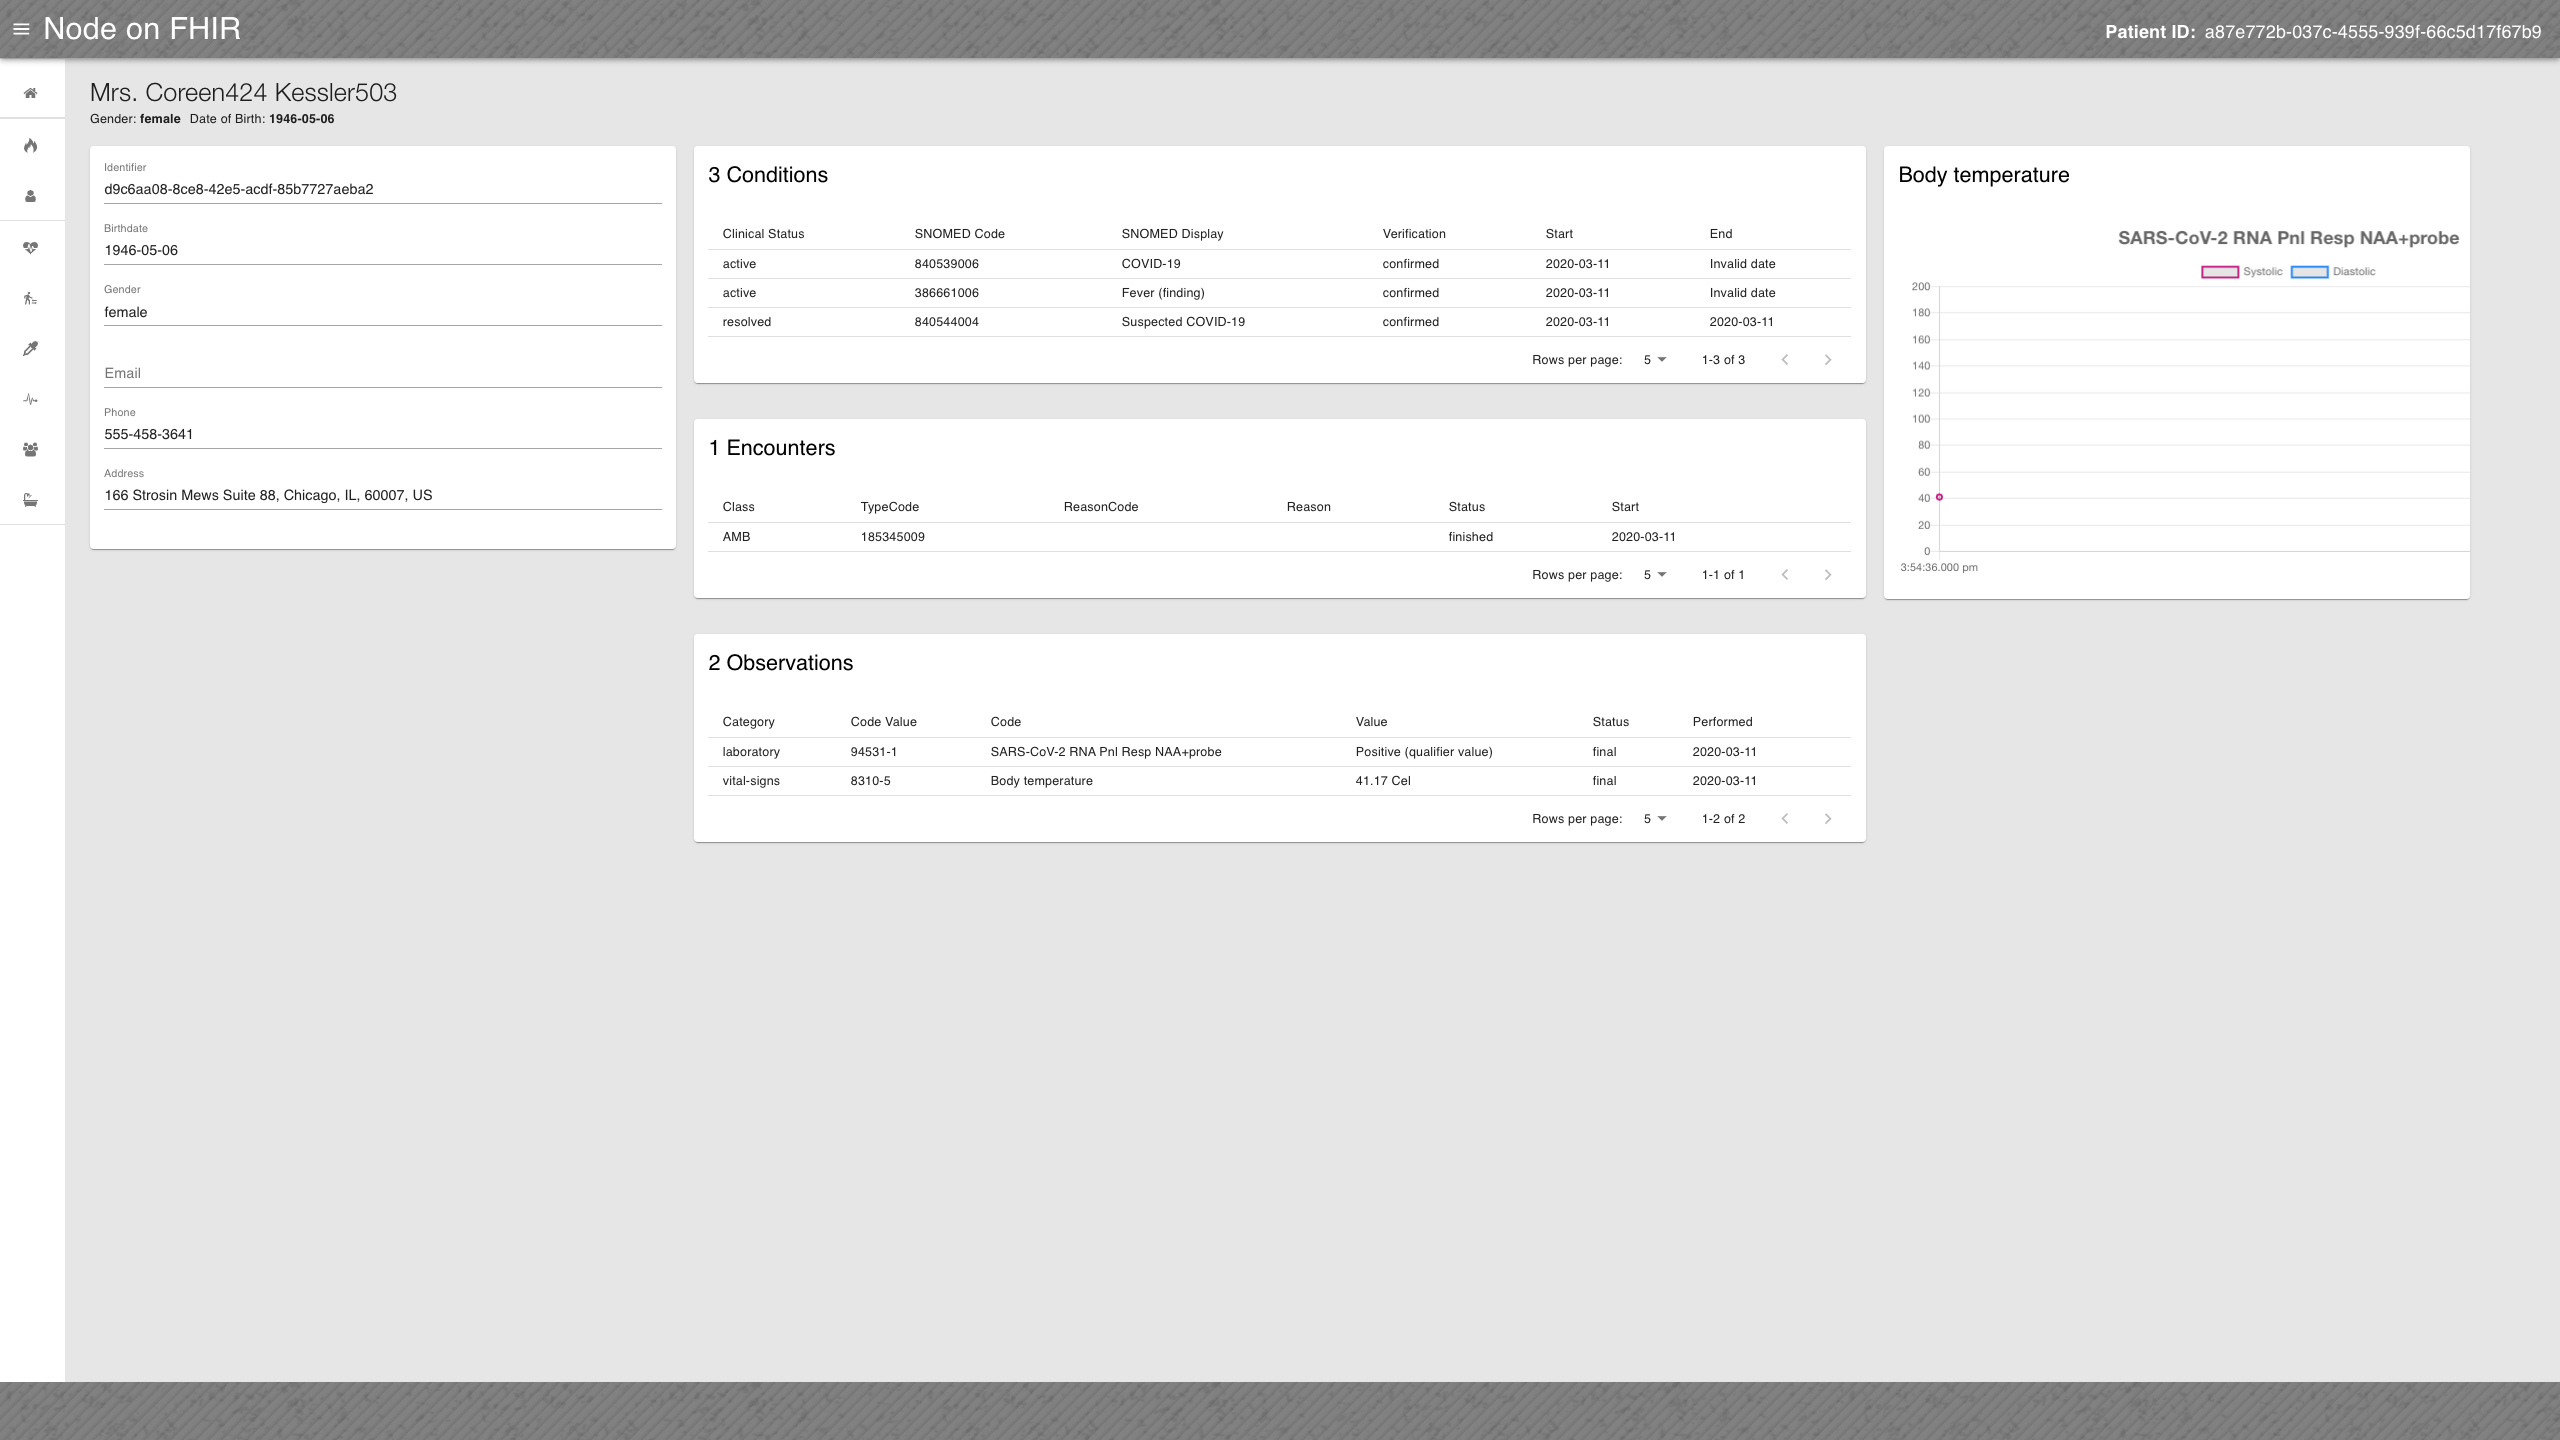 Node on FHIR
Patient ID: a87e772b-037c-4555-939f-66c5d17f67b9
Mrs. Coreen424 Kessler503
Gender: female Date of Birth: 1946-05-06
Identifier
d9c6aa08-8ce8-42e5-acdf-85b7727aeba2
Birthdate
1946-05-06
Gender
female
Email
Phone
555-458-3641
Address
166 Strosin Mews Suite 88, Chicago, IL, 60007, US
3 Conditions
Clinical Status SNOMED Code SNOMED Display Verification Start End
active 840539006 COVID-19 confirmed 2020-03-11 Invalid date
active 386661006 Fever (finding) confirmed 2020-03-11 Invalid date
resolved 840544004 Suspected COVID-19 confirmed 2020-03-11 2020-03-11
Rows per page: 5 1-3 of 3
1 Encounters
Class TypeCode ReasonCode Reason Status Start
AMB 185345009 finished 2020-03-11
Rows per page: 5 1-1 of 1
2 Observations
Category Code Value Code Value Status Performed
laboratory 94531-1 SARS-CoV-2 RNA Pnl Resp NAA+probe Positive (qualifier value) final 2020-03-11
vital-signs 8310-5 Body temperature 41.17 Cel final 2020-03-11
Rows per page: 5 1-2 of 2
Body temperature
SARS-CoV-2 RNA Pnl Resp NAA+probe
Systolic Diastolic
200
180
160
140
120
100
80
60
40
20
0
3:54:36.000 pm